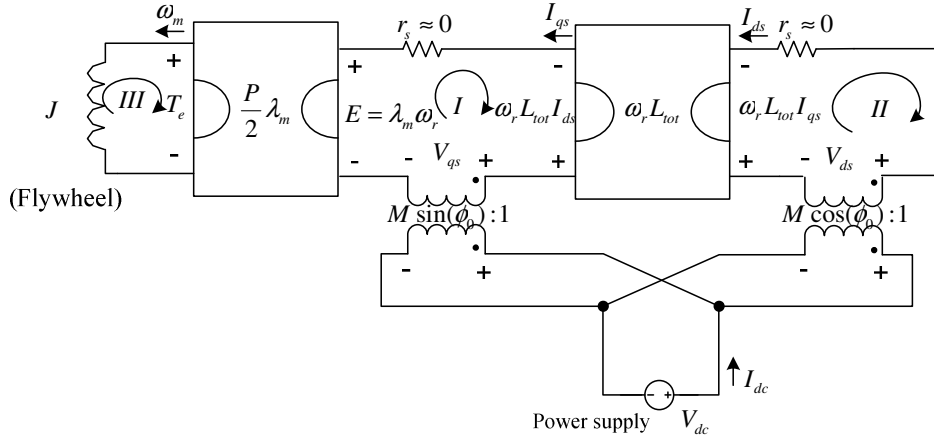 ω_m I_qs I_ds
r_s ≈ 0 r_s ≈ 0
+ + - -
J III T_e P/2 λ_m E = λ_m ω_r I ω_r L_tot I_ds ω_r L_tot ω_r L_tot I_qs II
- - - V_qs + + + - V_ds +
(Flywheel)
M sin(ϕ_0):1 M cos(ϕ_0):1
- + - +
I_dc
- +
Power supply V_dc